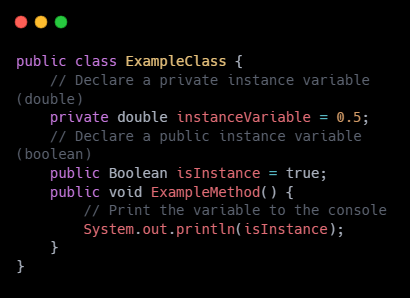 public class ExampleClass {
    // Declare a private instance variable
(double)
    private double instanceVariable = 0.5;
    // Declare a public instance variable
(boolean)
    public Boolean isInstance = true;
    public void ExampleMethod() {
        // Print the variable to the console
        System.out.println(isInstance);
    }
}